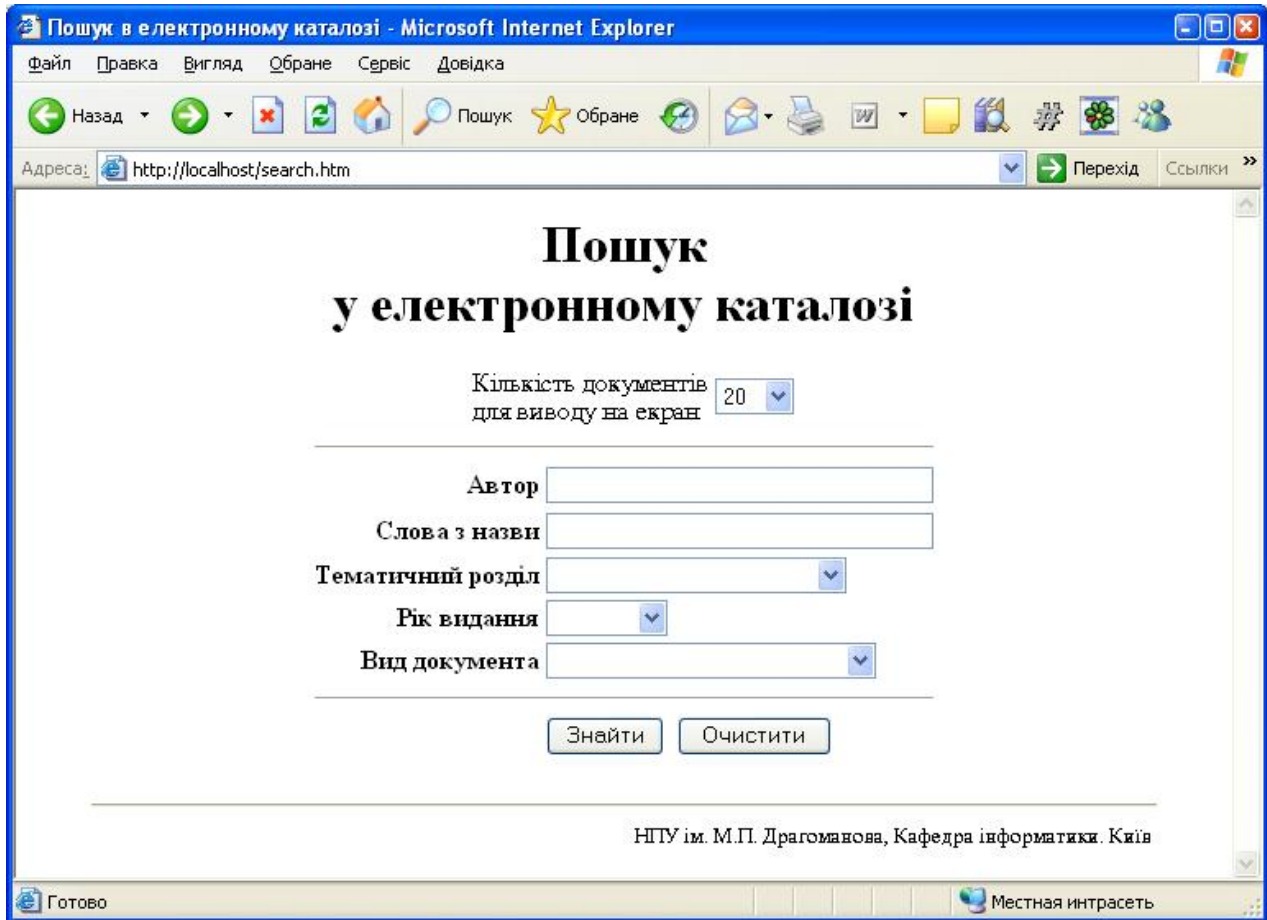 Пошук в електронному каталозі - Microsoft Internet Explorer
Файл Правка Вигляд Обране Сервіс Довідка
Назад Пошук Обране
Адреса: http://localhost/search.htm Перехід Ссылки »
Пошук
у електронному каталозі
Кількість документів
для виводу на екран 20
Автор
Слова з назви
Тематичний розділ
Рік видання
Вид документа
Знайти Очистити
НПУ ім. М.П. Драгоманова, Кафедра інформатики. Київ
Готово Местная интрасеть